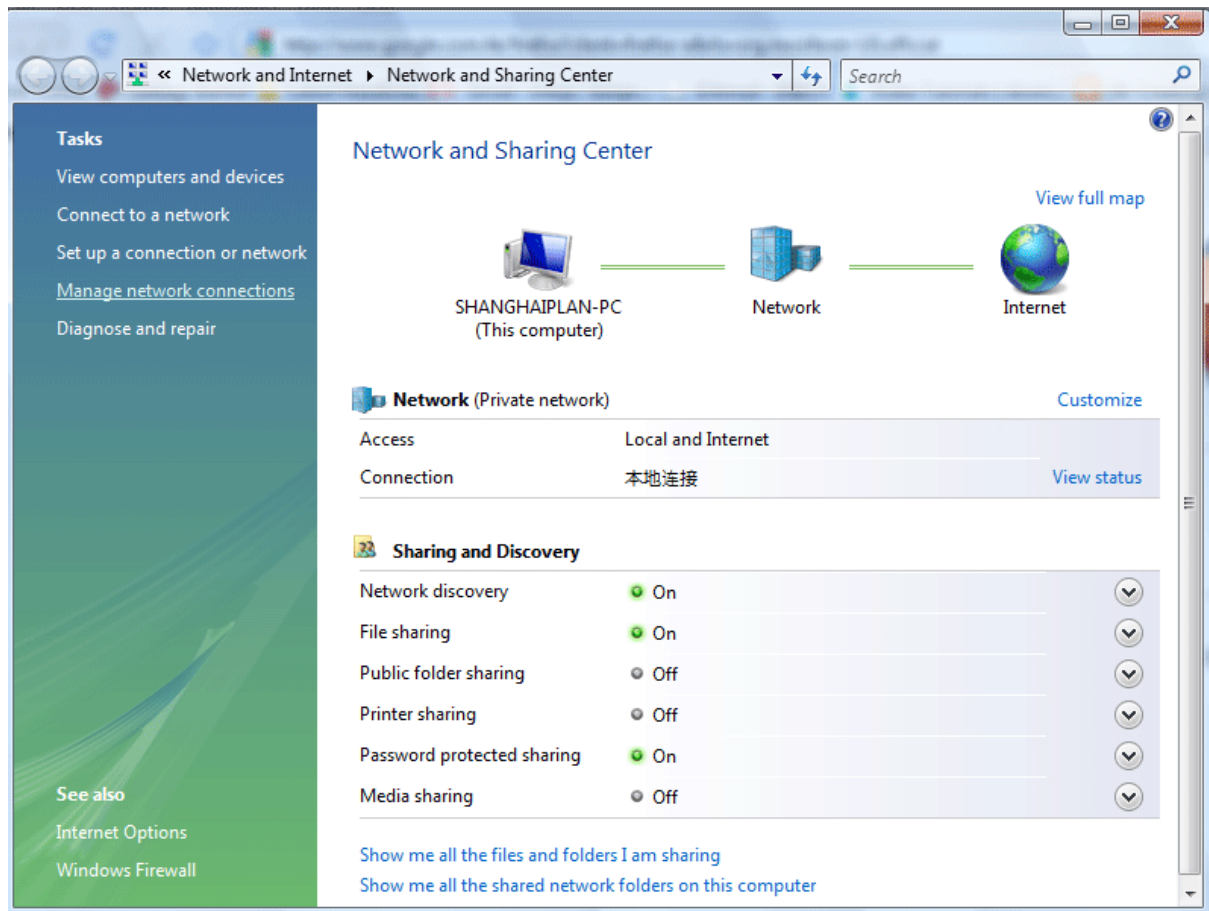 « Network and Internet ▸ Network and Sharing Center
Search
Tasks
View computers and devices
Connect to a network
Set up a connection or network
Manage network connections
Diagnose and repair
See also
Internet Options
Windows Firewall
Network and Sharing Center
View full map
SHANGHAIPLAN-PC
(This computer)
Network
Internet
Network (Private network)
Customize
Access
Local and Internet
Connection
本地连接
View status
Sharing and Discovery
Network discovery
On
File sharing
On
Public folder sharing
Off
Printer sharing
Off
Password protected sharing
On
Media sharing
Off
Show me all the files and folders I am sharing
Show me all the shared network folders on this computer